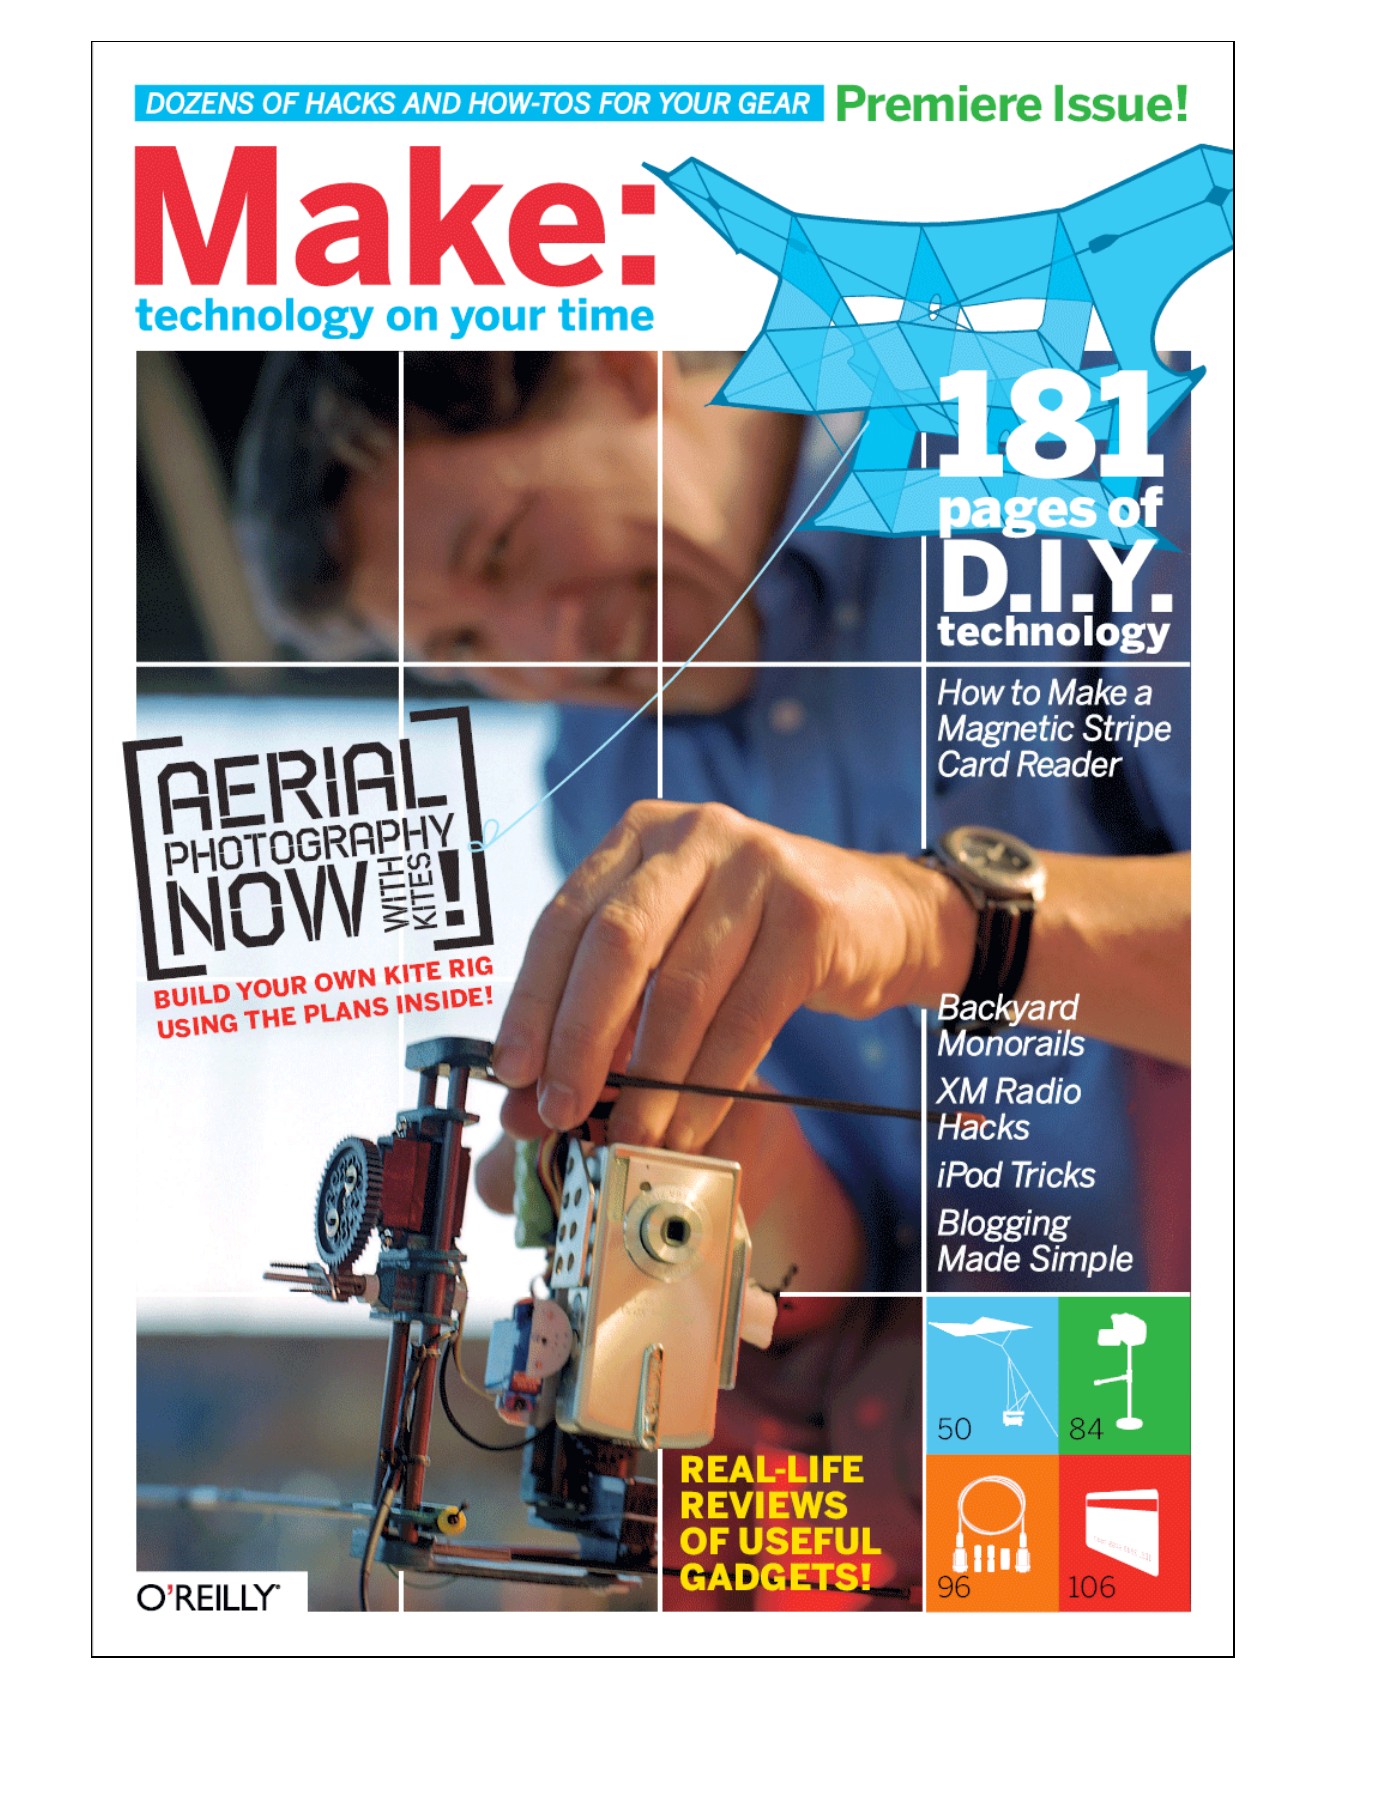 DOZENS OF HACKS AND HOW-TOS FOR YOUR GEAR
Premiere Issue!
Make:
technology on your time
181
pages of
D.I.Y.
technology
How to Make a
Magnetic Stripe
Card Reader
AERIAL
PHOTOGRAPHY
NOW
WITH
KITES
!
BUILD YOUR OWN KITE RIG
USING THE PLANS INSIDE!
Backyard
Monorails
XM Radio
Hacks
iPod Tricks
Blogging
Made Simple
50
84
96
106
REAL-LIFE
REVIEWS
OF USEFUL
GADGETS!
O'REILLY®